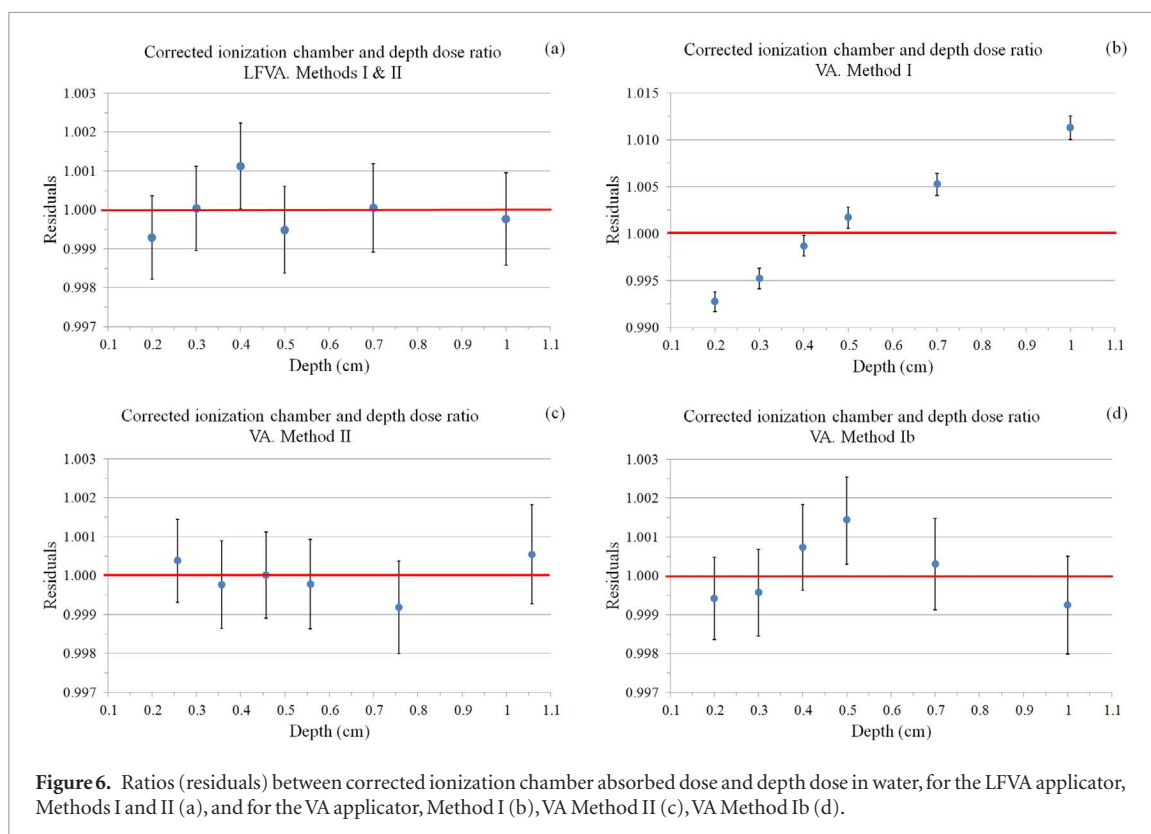 Corrected ionization chamber and depth dose ratio
LFVA. Methods I & II
(a)
1.003
1.002
1.001
1.000
0.999
0.998
0.997
Residuals
0.1 0.2 0.3 0.4 0.5 0.6 0.7 0.8 0.9 1 1.1
Depth (cm)
Corrected ionization chamber and depth dose ratio
VA. Method I
(b)
1.015
1.010
1.005
1.000
0.995
0.990
Residuals
0.1 0.2 0.3 0.4 0.5 0.6 0.7 0.8 0.9 1 1.1
Depth (cm)
Corrected ionization chamber and depth dose ratio
VA. Method II
(c)
1.003
1.002
1.001
1.000
0.999
0.998
0.997
Residuals
0.1 0.2 0.3 0.4 0.5 0.6 0.7 0.8 0.9 1 1.1
Depth (cm)
Corrected ionization chamber and depth dose ratio
VA. Method Ib
(d)
1.003
1.002
1.001
1.000
0.999
0.998
0.997
Residuals
0.1 0.2 0.3 0.4 0.5 0.6 0.7 0.8 0.9 1 1.1
Depth (cm)
Figure 6. Ratios (residuals) between corrected ionization chamber absorbed dose and depth dose in water, for the LFVA applicator,
Methods I and II (a), and for the VA applicator, Method I (b), VA Method II (c), VA Method Ib (d).